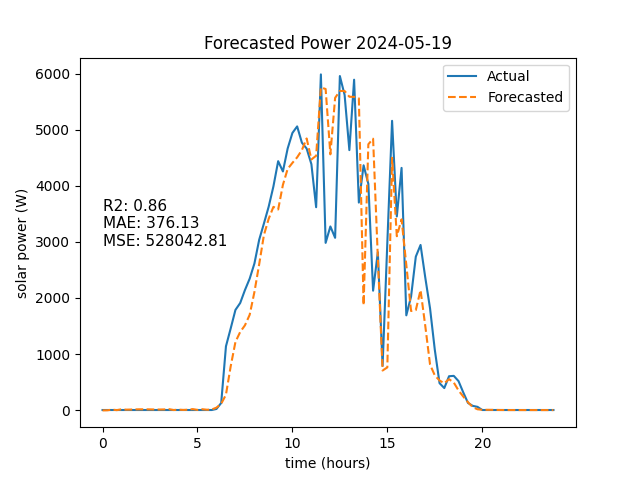 Forecasted Power 2024-05-19
Actual
Forecasted
R2: 0.86
MAE: 376.13
MSE: 528042.81
solar power (W)
6000
5000
4000
3000
2000
1000
0
0 5 10 15 20
time (hours)